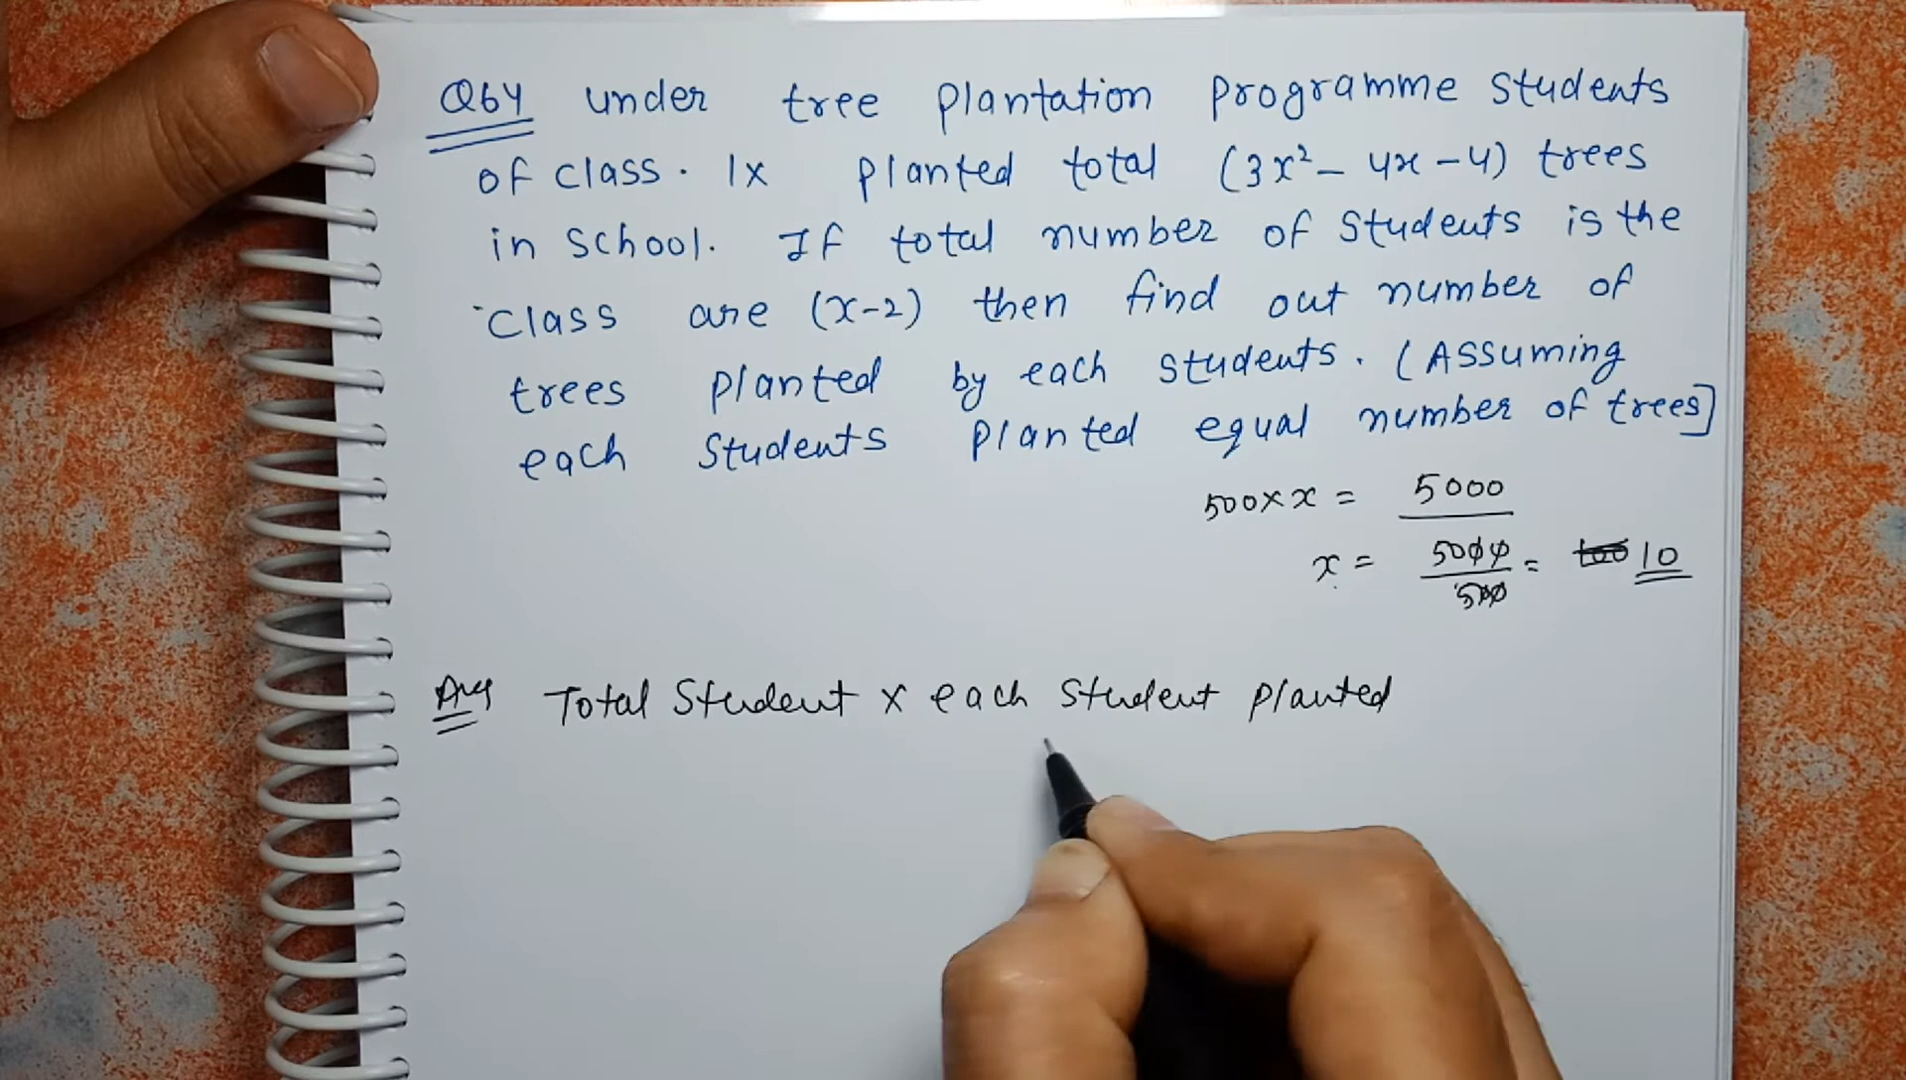 Q64 under tree plantation programme students
of class. IX planted total (3x² - 4x - 4) trees
in school. If total number of students is the
class are (x-2) then find out number of
trees planted by each students. (Assuming
each students planted equal number of trees]
500 × x = 5000
x = 5000/500 = 10
Ans Total Student × each student planted